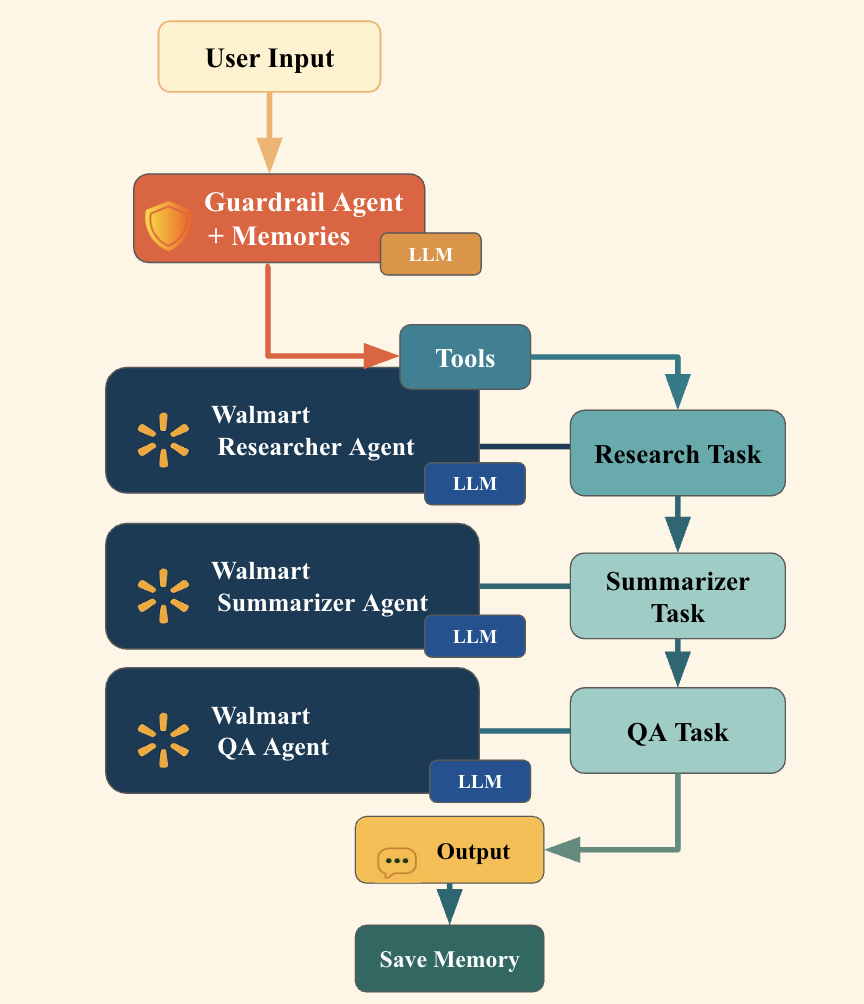 User Input
Guardrail Agent
+ Memories
LLM
Tools
Walmart
Researcher Agent
LLM
Research Task
Walmart
Summarizer Agent
LLM
Summarizer
Task
Walmart
QA Agent
LLM
QA Task
Output
Save Memory